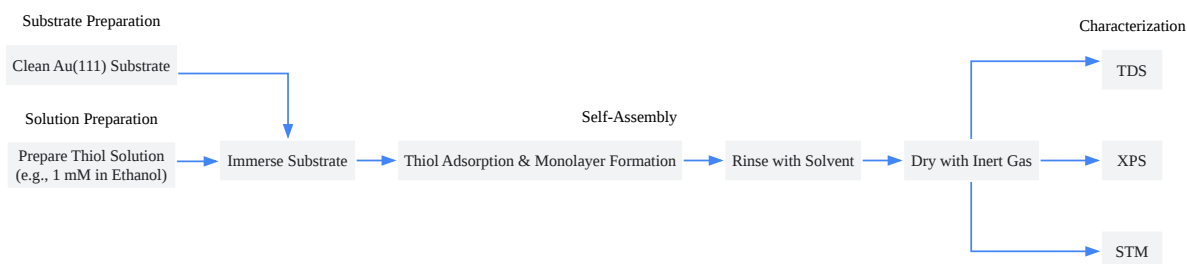 Substrate Preparation
Clean Au(111) Substrate
Solution Preparation
Prepare Thiol Solution
(e.g., 1 mM in Ethanol)
Immerse Substrate
Self-Assembly
Thiol Adsorption & Monolayer Formation
Rinse with Solvent
Dry with Inert Gas
Characterization
TDS
XPS
STM